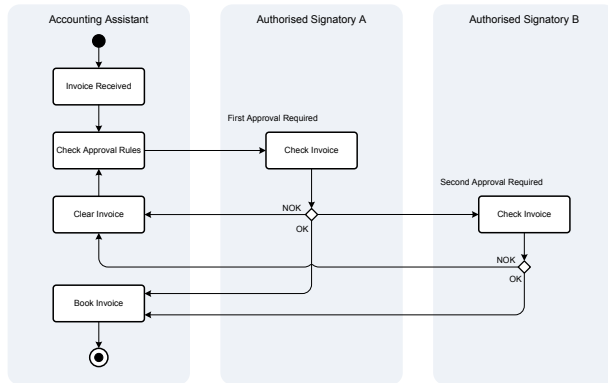 Accounting Assistant
Authorised Signatory A
Authorised Signatory B
Invoice Received
First Approval Required
Check Approval Rules
Check Invoice
Second Approval Required
Clear Invoice
NOK
Check Invoice
OK
NOK
OK
Book Invoice